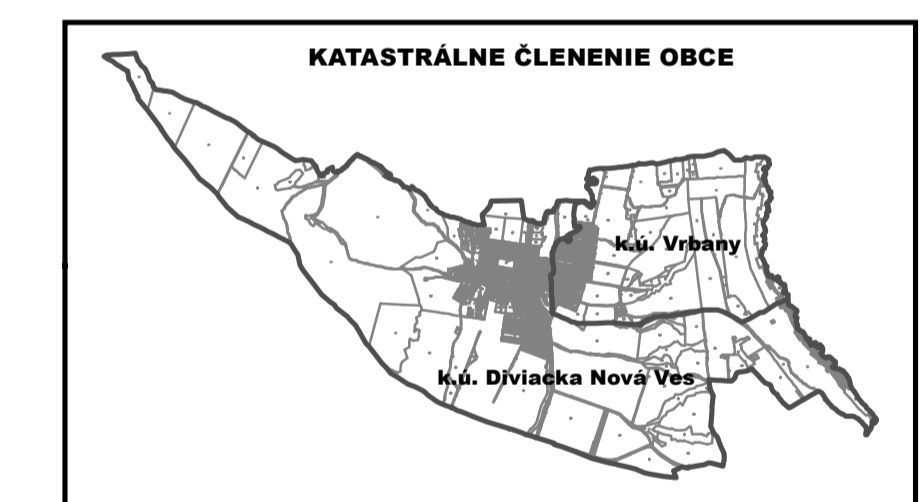 KATASTRÁLNE ČLENENIE OBCE
k.ú. Vrbany
k.ú. Diviacka Nová Ves